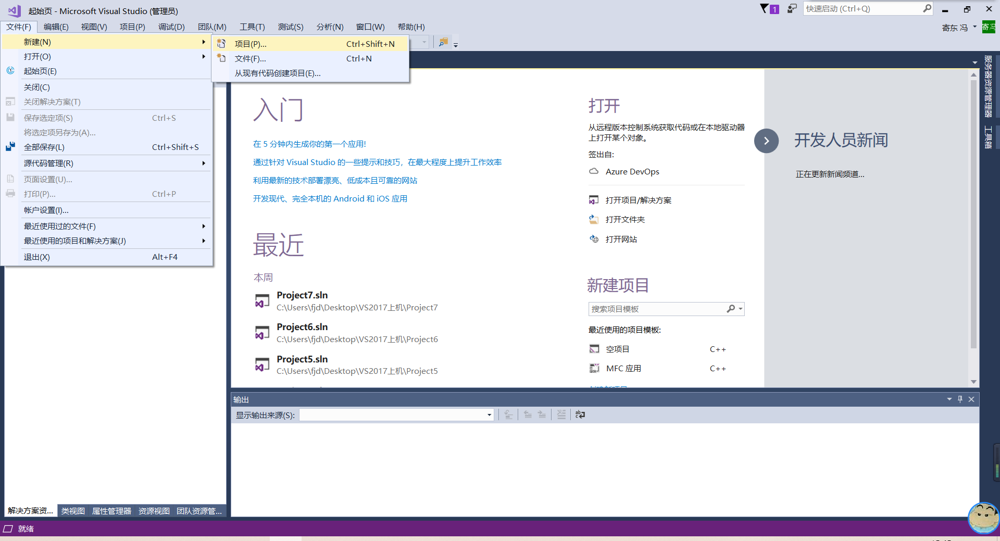 起始页 - Microsoft Visual Studio (管理员)
1
快速启动 (Ctrl+Q)
文件(F) 编辑(E) 视图(V) 项目(P) 调试(D) 团队(M) 工具(T) 测试(S) 分析(N) 窗口(W) 帮助(H)
寄东 冯
寄冯
新建(N)
打开(O)
起始页(E)
关闭(C)
关闭解决方案(T)
保存选定项(S) Ctrl+S
将选定项另存为(A)...
全部保存(L) Ctrl+Shift+S
源代码管理(R)
页面设置(U)...
打印(P)... Ctrl+P
帐户设置(I)...
最近使用过的文件(F)
最近使用的项目和解决方案(J)
退出(X) Alt+F4
项目(P)... Ctrl+Shift+N
文件(F)... Ctrl+N
从现有代码创建项目(E)...
入门
在 5 分钟内生成你的第一个应用!
通过针对 Visual Studio 的一些提示和技巧，在最大程度上提升工作效率
利用最新的技术部署漂亮、低成本且可靠的网站
开发现代、完全本机的 Android 和 iOS 应用
最近
本周
Project7.sln
C:\Users\fjd\Desktop\VS2017上机\Project7
Project6.sln
C:\Users\fjd\Desktop\VS2017上机\Project6
Project5.sln
C:\Users\fjd\Desktop\VS2017上机\Project5
打开
从远程版本控制系统获取代码或在本地驱动器
上打开某个对象。
签出自:
Azure DevOps
打开项目/解决方案
打开文件夹
打开网站
新建项目
搜索项目模板
最近使用的项目模板:
空项目 C++
MFC 应用 C++
开发人员新闻
正在更新新闻频道...
服务器资源管理器
工具箱
输出
显示输出来源(S):
解决方案资... 类视图 属性管理器 资源视图 团队资源管...
就绪